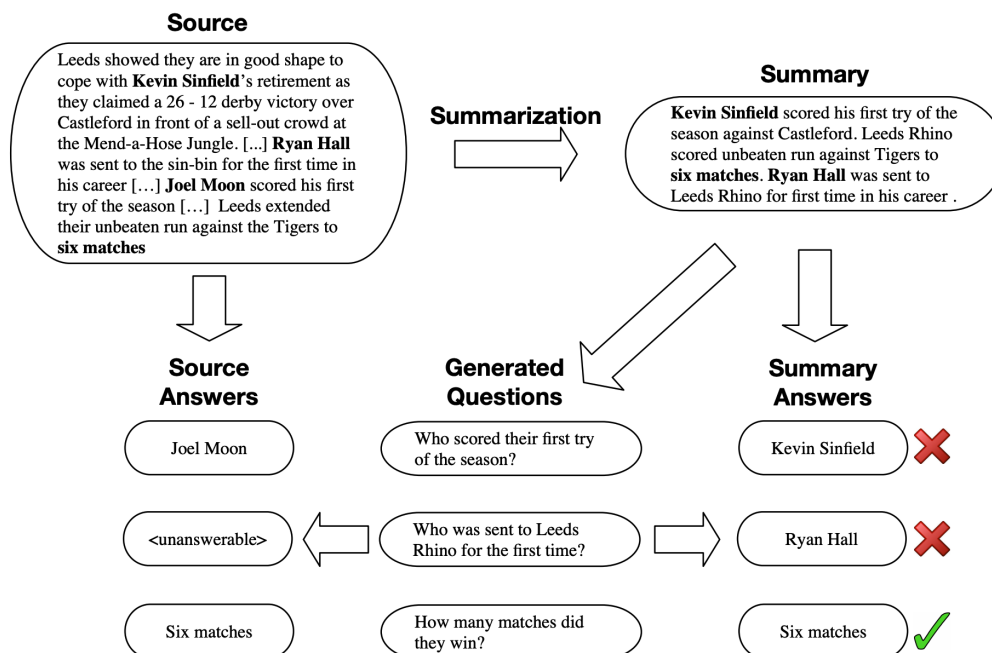 Source
Leeds showed they are in good shape to
cope with Kevin Sinfield's retirement as
they claimed a 26 - 12 derby victory over
Castleford in front of a sell-out crowd at
the Mend-a-Hose Jungle. [...] Ryan Hall
was sent to the sin-bin for the first time in
his career […] Joel Moon scored his first
try of the season […]  Leeds extended
their unbeaten run against the Tigers to
six matches
Summarization
Summary
Kevin Sinfield scored his first try of the
season against Castleford. Leeds Rhino
scored unbeaten run against Tigers to
six matches. Ryan Hall was sent to
Leeds Rhino for first time in his career .
Source
Answers
Generated
Questions
Summary
Answers
Joel Moon
Who scored their first try
of the season?
Kevin Sinfield
<unanswerable>
Who was sent to Leeds
Rhino for the first time?
Ryan Hall
Six matches
How many matches did
they win?
Six matches